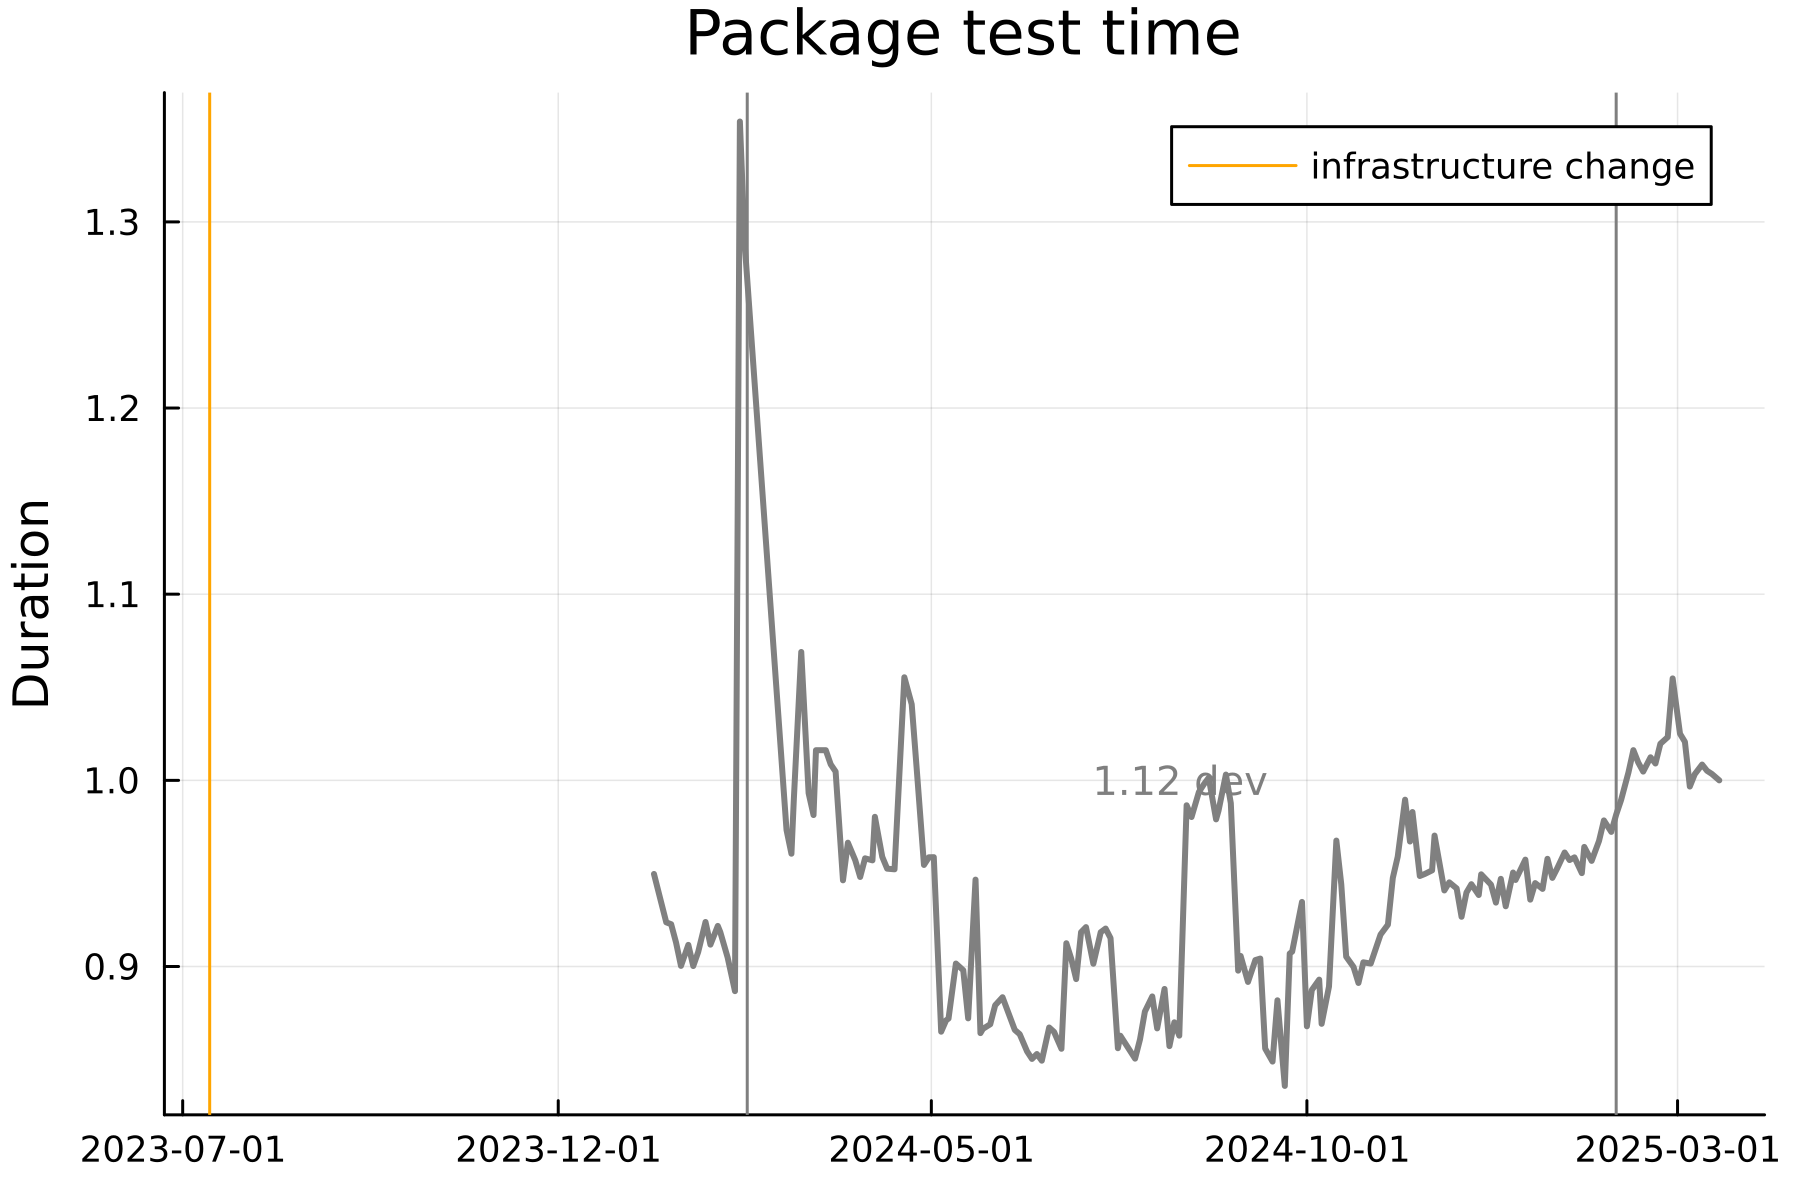 Package test time
infrastructure change
Duration
1.3
1.2
1.1
1.0
0.9
1.12 dev
2023-07-01
2023-12-01
2024-05-01
2024-10-01
2025-03-01